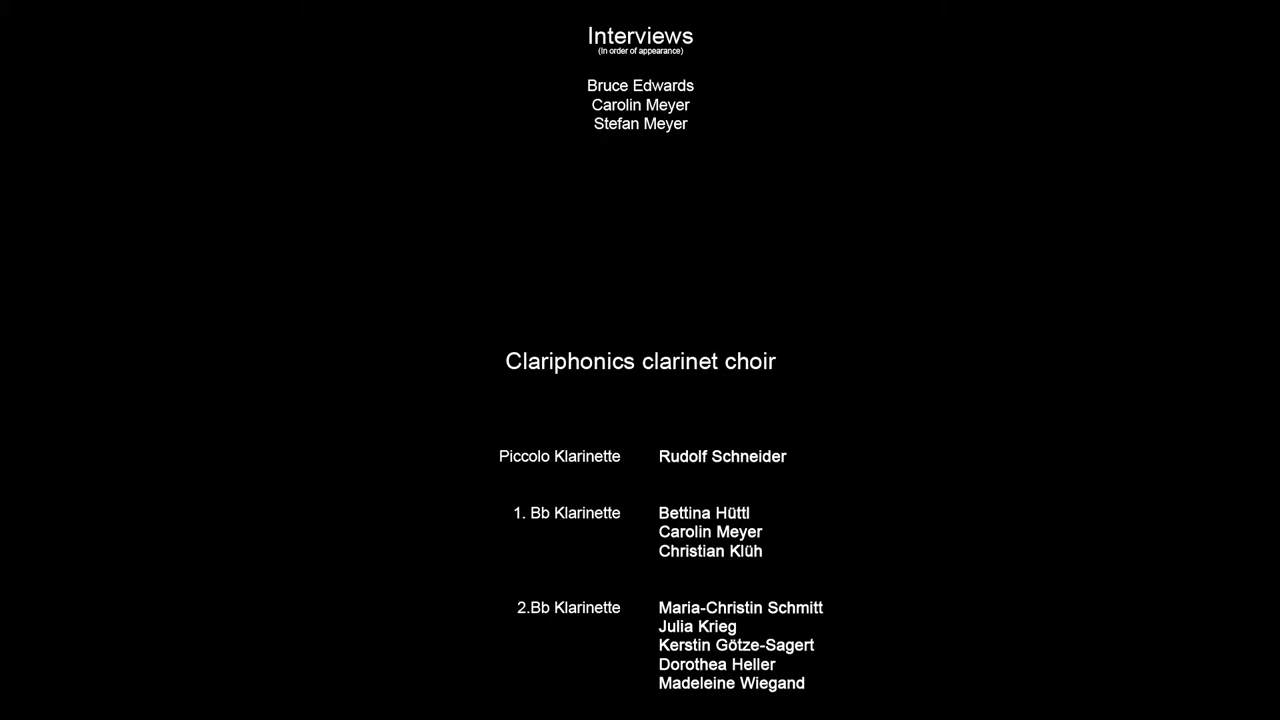 Interviews
(In order of appearance)
Bruce Edwards
Carolin Meyer
Stefan Meyer
Clariphonics clarinet choir
Piccolo Klarinette Rudolf Schneider
1. Bb Klarinette Bettina Hüttl
Carolin Meyer
Christian Klüh
2.Bb Klarinette Maria-Christin Schmitt
Julia Krieg
Kerstin Götze-Sagert
Dorothea Heller
Madeleine Wiegand